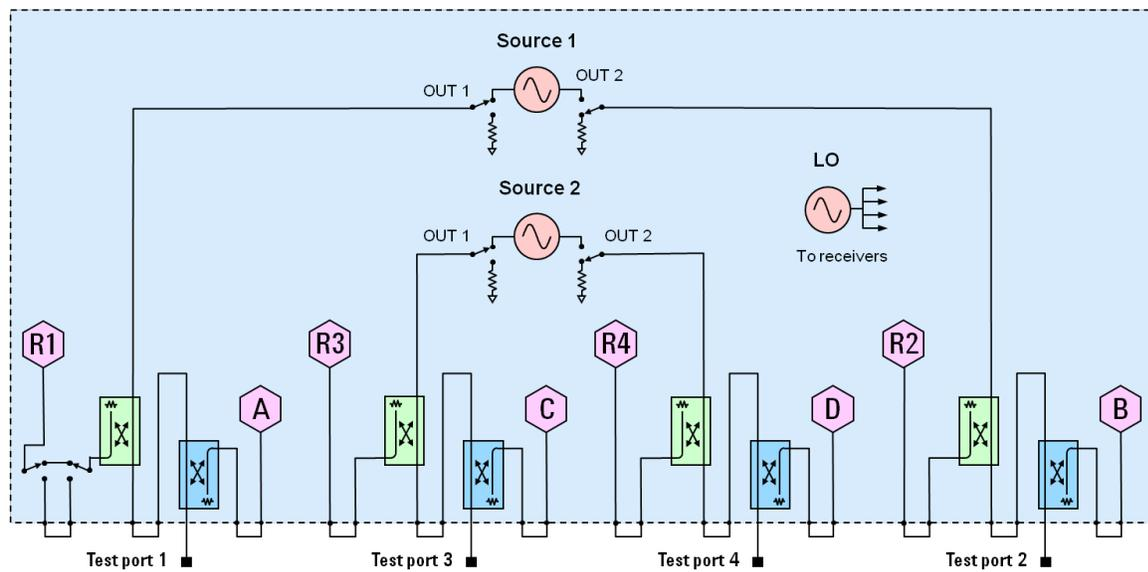 Source 1
OUT 1
OUT 2
LO
To receivers
Source 2
OUT 1
OUT 2
R1
R3
R4
R2
A
C
D
B
Test port 1
Test port 3
Test port 4
Test port 2